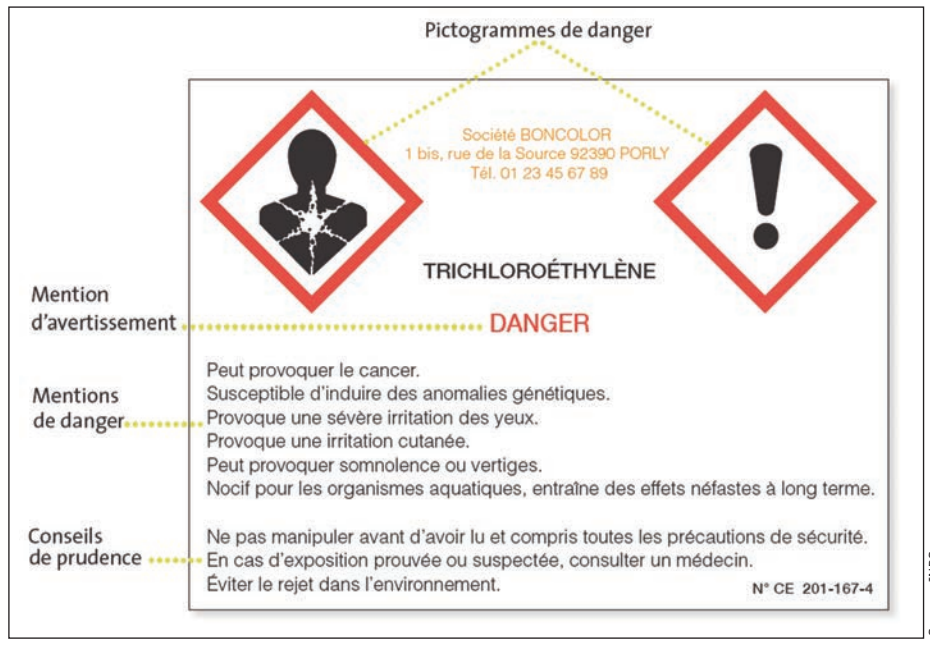 Pictogrammes de danger
Société BONCOLOR
1 bis, rue de la Source 92390 PORLY
Tél. 01 23 45 67 89
TRICHLOROÉTHYLÈNE
Mention
d'avertissement
DANGER
Mentions
de danger
Peut provoquer le cancer.
Susceptible d'induire des anomalies génétiques.
Provoque une sévère irritation des yeux.
Provoque une irritation cutanée.
Peut provoquer somnolence ou vertiges.
Nocif pour les organismes aquatiques, entraîne des effets néfastes à long terme.
Conseils
de prudence
Ne pas manipuler avant d'avoir lu et compris toutes les précautions de sécurité.
En cas d'exposition prouvée ou suspectée, consulter un médecin.
Éviter le rejet dans l'environnement.
N° CE 201-167-4